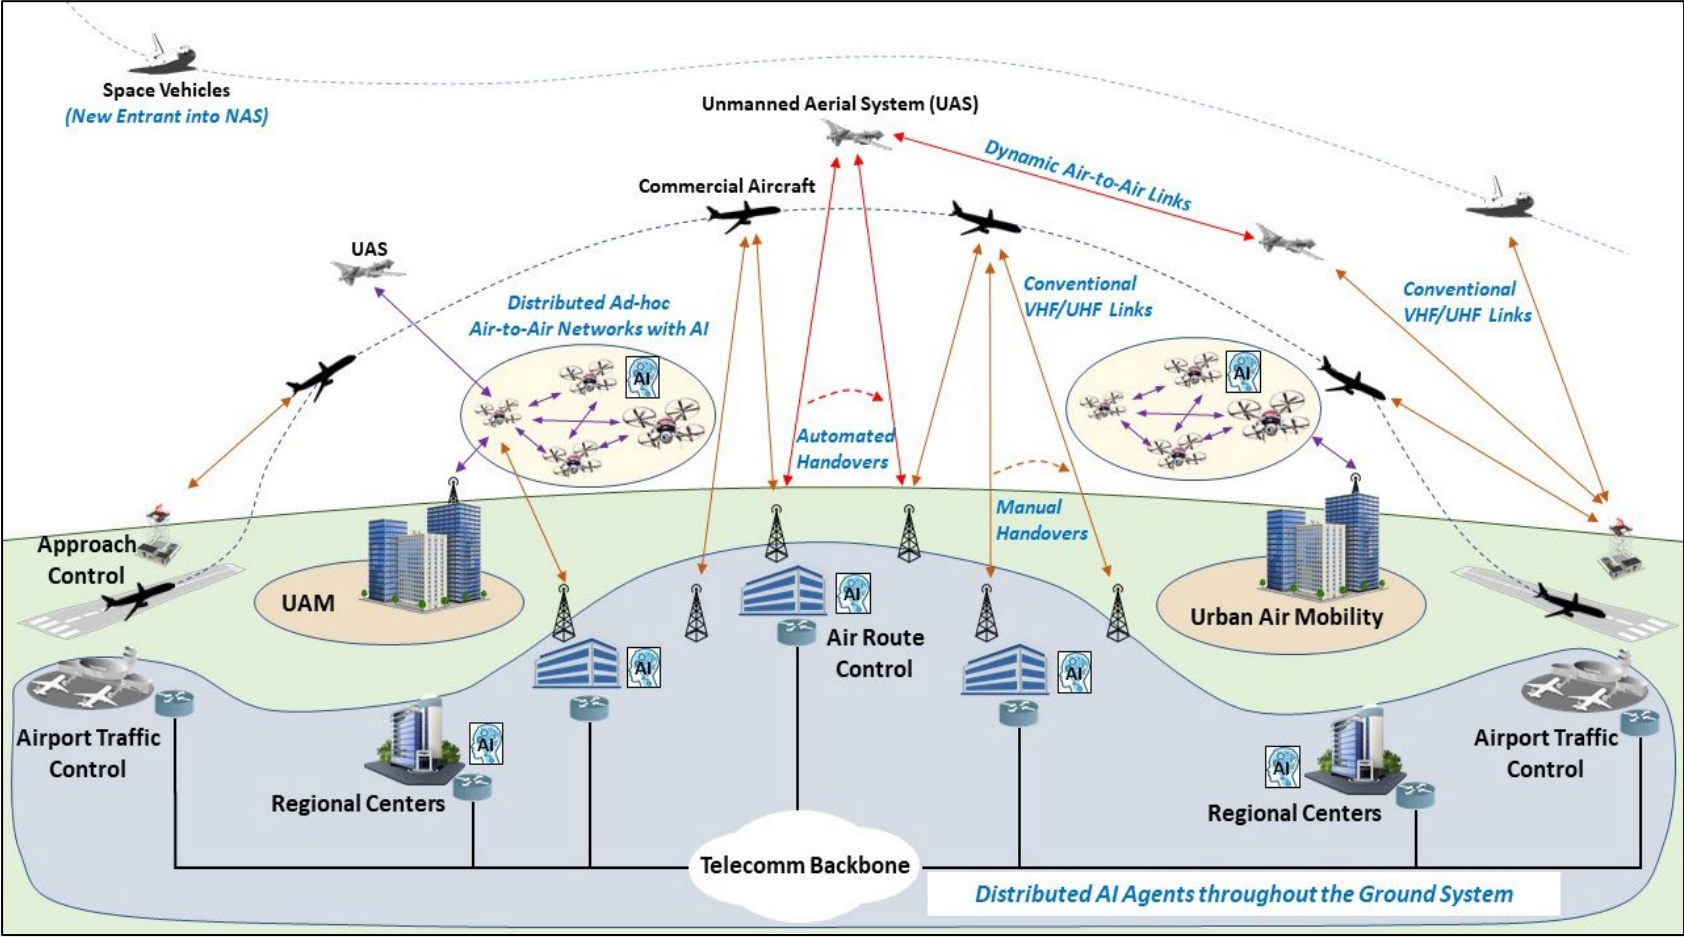 Space Vehicles
(New Entrant into NAS)
Unmanned Aerial System (UAS)
Dynamic Air-to-Air Links
Commercial Aircraft
UAS
Distributed Ad-hoc
Air-to-Air Networks with AI
Conventional
VHF/UHF Links
Conventional
VHF/UHF Links
AI
AI
Automated
Handovers
Manual
Handovers
Approach
Control
UAM
Urban Air Mobility
AI
Air Route
Control
AI
AI
Airport Traffic
Control
AI
Regional Centers
AI
Regional Centers
Airport Traffic
Control
Telecomm Backbone
Distributed AI Agents throughout the Ground System